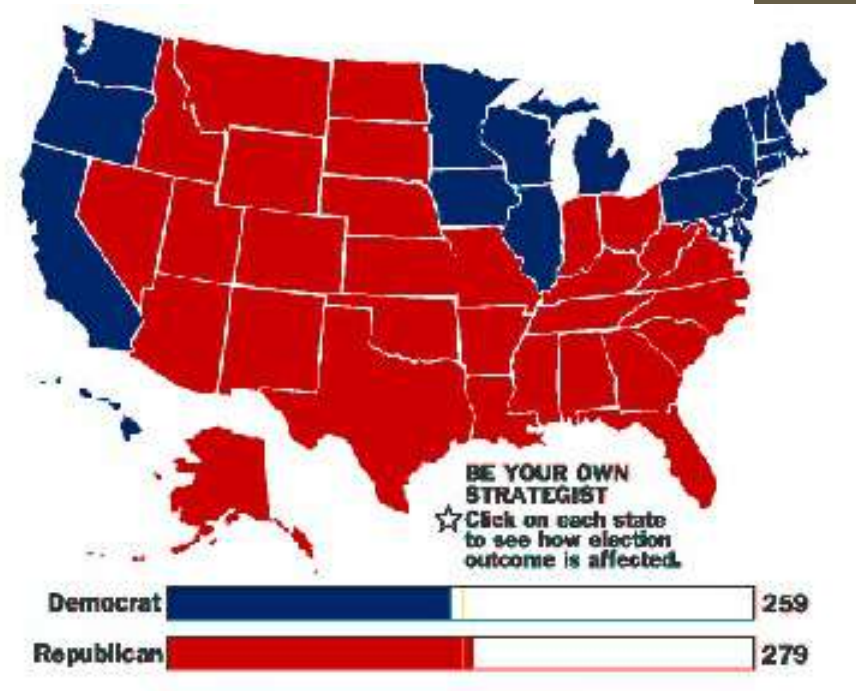 BE YOUR OWN
STRATEGIST
Click on each state
to see how election
outcome is affected.
Democrat 259
Republican 279